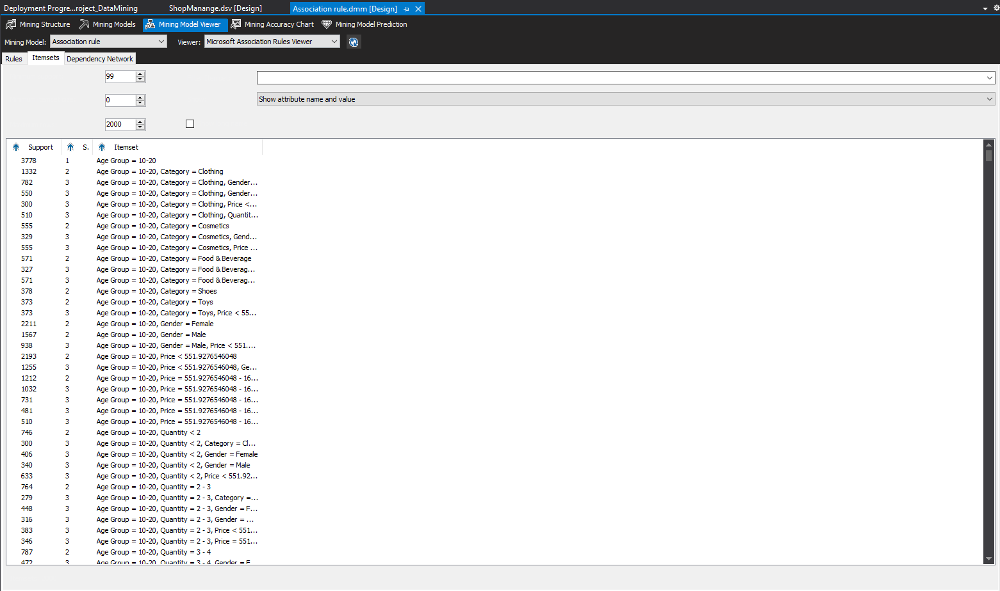 Deployment Progre...roject_DataMining ShopManange.dsv [Design] Association rule.dmm [Design]
Mining Structure Mining Models Mining Model Viewer Mining Accuracy Chart Mining Model Prediction
Mining Model: Association rule Viewer: Microsoft Association Rules Viewer
Rules Itemsets Dependency Network
99
0 Show attribute name and value
2000
Support S. Itemset
3778 1 Age Group = 10-20
1332 2 Age Group = 10-20, Category = Clothing
782 3 Age Group = 10-20, Category = Clothing, Gender...
550 3 Age Group = 10-20, Category = Clothing, Gender...
300 3 Age Group = 10-20, Category = Clothing, Price <...
510 3 Age Group = 10-20, Category = Clothing, Quantit...
555 2 Age Group = 10-20, Category = Cosmetics
329 3 Age Group = 10-20, Category = Cosmetics, Gend...
555 3 Age Group = 10-20, Category = Cosmetics, Price ...
571 2 Age Group = 10-20, Category = Food & Beverage
327 3 Age Group = 10-20, Category = Food & Beverag...
571 3 Age Group = 10-20, Category = Food & Beverag...
378 2 Age Group = 10-20, Category = Shoes
373 2 Age Group = 10-20, Category = Toys
373 3 Age Group = 10-20, Category = Toys, Price < 55...
2211 2 Age Group = 10-20, Gender = Female
1567 2 Age Group = 10-20, Gender = Male
938 3 Age Group = 10-20, Gender = Male, Price < 551....
2193 2 Age Group = 10-20, Price < 551.9276546048
1255 3 Age Group = 10-20, Price < 551.9276546048, Ge...
1212 2 Age Group = 10-20, Price = 551.9276546048 - 16...
1032 3 Age Group = 10-20, Price = 551.9276546048 - 16...
731 3 Age Group = 10-20, Price = 551.9276546048 - 16...
481 3 Age Group = 10-20, Price = 551.9276546048 - 16...
510 3 Age Group = 10-20, Price = 551.9276546048 - 16...
746 2 Age Group = 10-20, Quantity < 2
300 3 Age Group = 10-20, Quantity < 2, Category = Cl...
406 3 Age Group = 10-20, Quantity < 2, Gender = Female
340 3 Age Group = 10-20, Quantity < 2, Gender = Male
633 3 Age Group = 10-20, Quantity < 2, Price < 551.92...
764 2 Age Group = 10-20, Quantity = 2 - 3
279 3 Age Group = 10-20, Quantity = 2 - 3, Category =...
448 3 Age Group = 10-20, Quantity = 2 - 3, Gender = F...
316 3 Age Group = 10-20, Quantity = 2 - 3, Gender = ...
383 3 Age Group = 10-20, Quantity = 2 - 3, Price < 551...
346 3 Age Group = 10-20, Quantity = 2 - 3, Price = 551...
787 2 Age Group = 10-20, Quantity = 3 - 4
472 3 Age Group = 10-20, Quantity = 3 - 4, Gender = F...